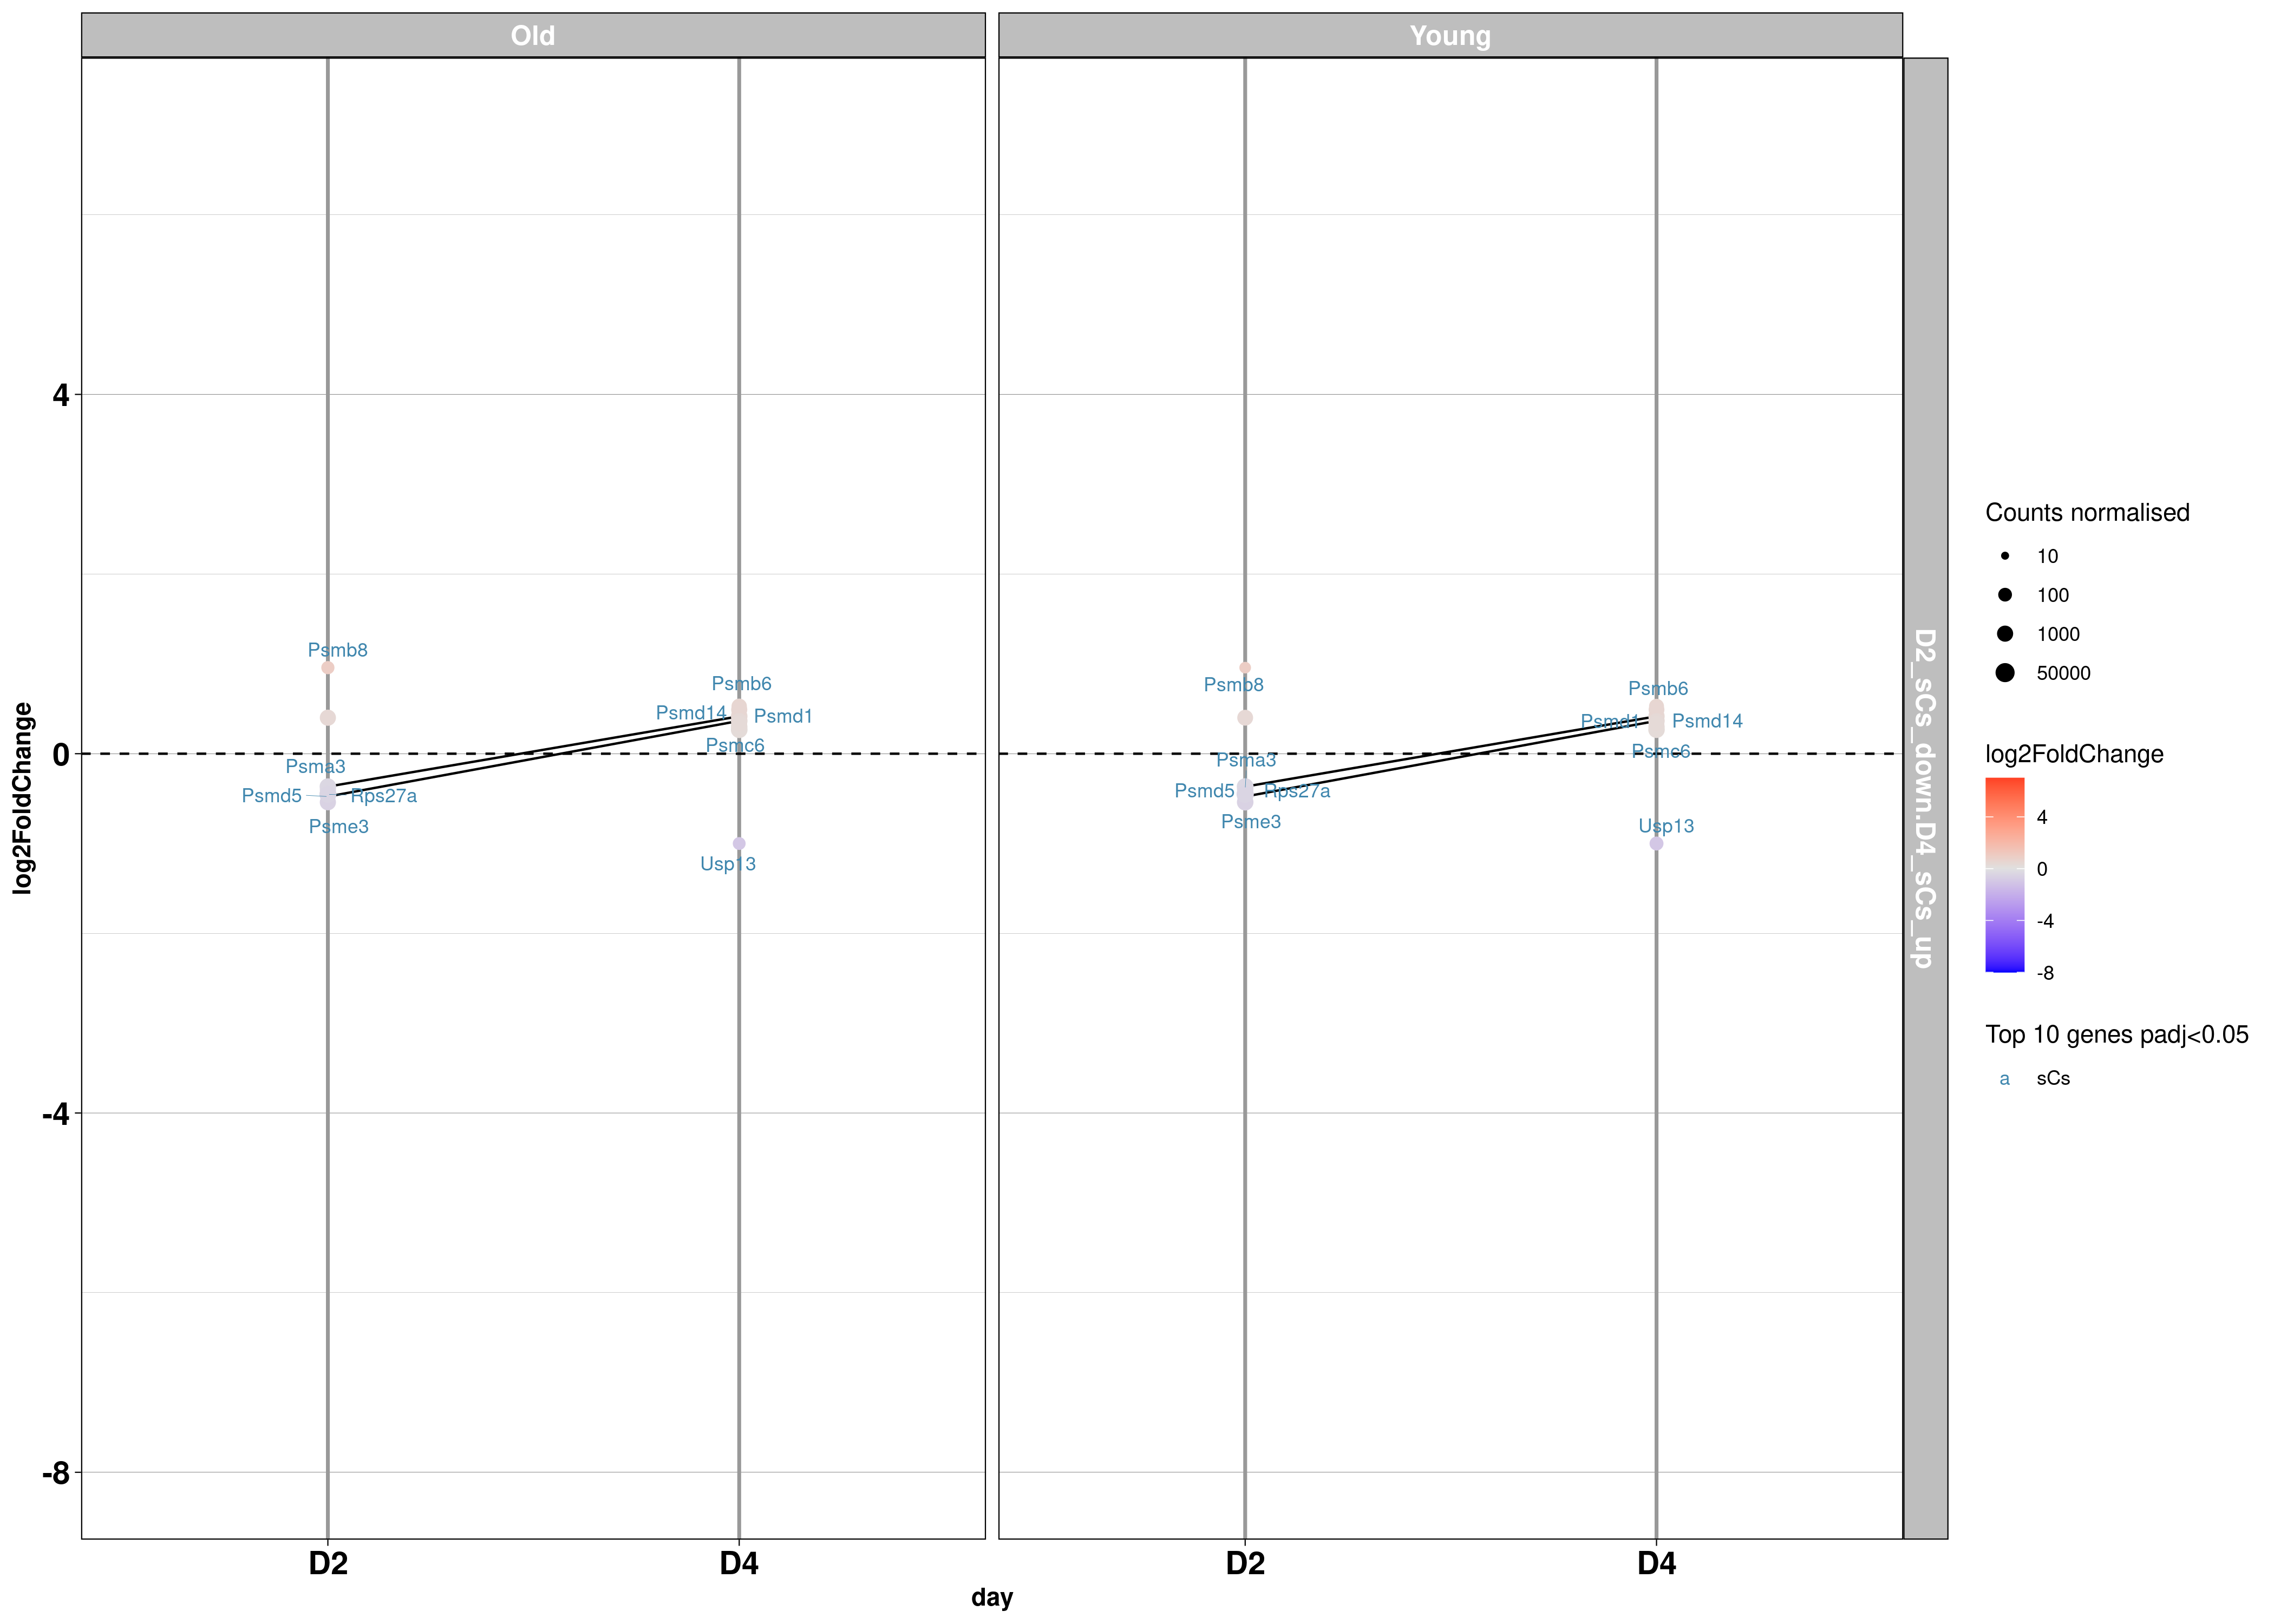 Old
Young
4
0
-4
-8
log2FoldChange
Psmb8
Psma3
Psmd5
Rps27a
Psme3
Psmb6
Psmd14
Psmd1
Psmc6
Usp13
Psmb8
Psma3
Psmd5
Rps27a
Psme3
Psmb6
Psmd1
Psmd14
Psmc6
Usp13
D2
D4
D2
D4
day
D2_sCs_down.D4_sCs_up
Counts normalised
10
100
1000
50000
log2FoldChange
4
0
-4
-8
Top 10 genes padj<0.05
a sCs